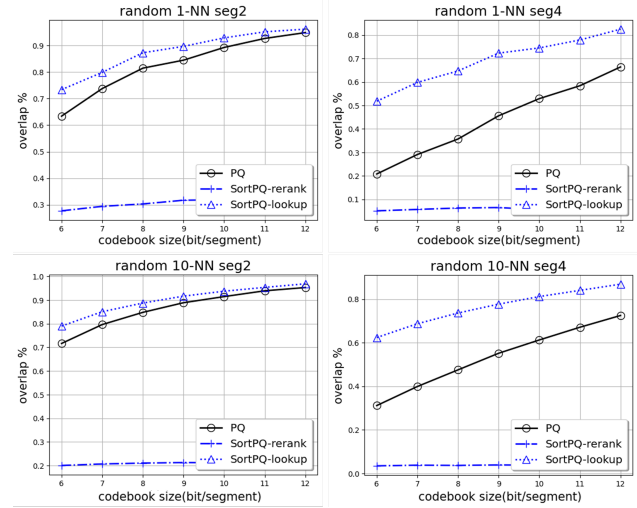 random 1-NN seg2
overlap %
0.9
0.8
0.7
0.6
0.5
0.4
0.3
6 7 8 9 10 11 12
codebook size(bit/segment)
PQ
SortPQ-rerank
SortPQ-lookup
random 1-NN seg4
overlap %
0.8
0.7
0.6
0.5
0.4
0.3
0.2
0.1
6 7 8 9 10 11 12
codebook size(bit/segment)
PQ
SortPQ-rerank
SortPQ-lookup
random 10-NN seg2
overlap %
1.0
0.9
0.8
0.7
0.6
0.5
0.4
0.3
0.2
6 7 8 9 10 11 12
codebook size(bit/segment)
PQ
SortPQ-rerank
SortPQ-lookup
random 10-NN seg4
overlap %
0.8
0.6
0.4
0.2
0.0
6 7 8 9 10 11 12
codebook size(bit/segment)
PQ
SortPQ-rerank
SortPQ-lookup